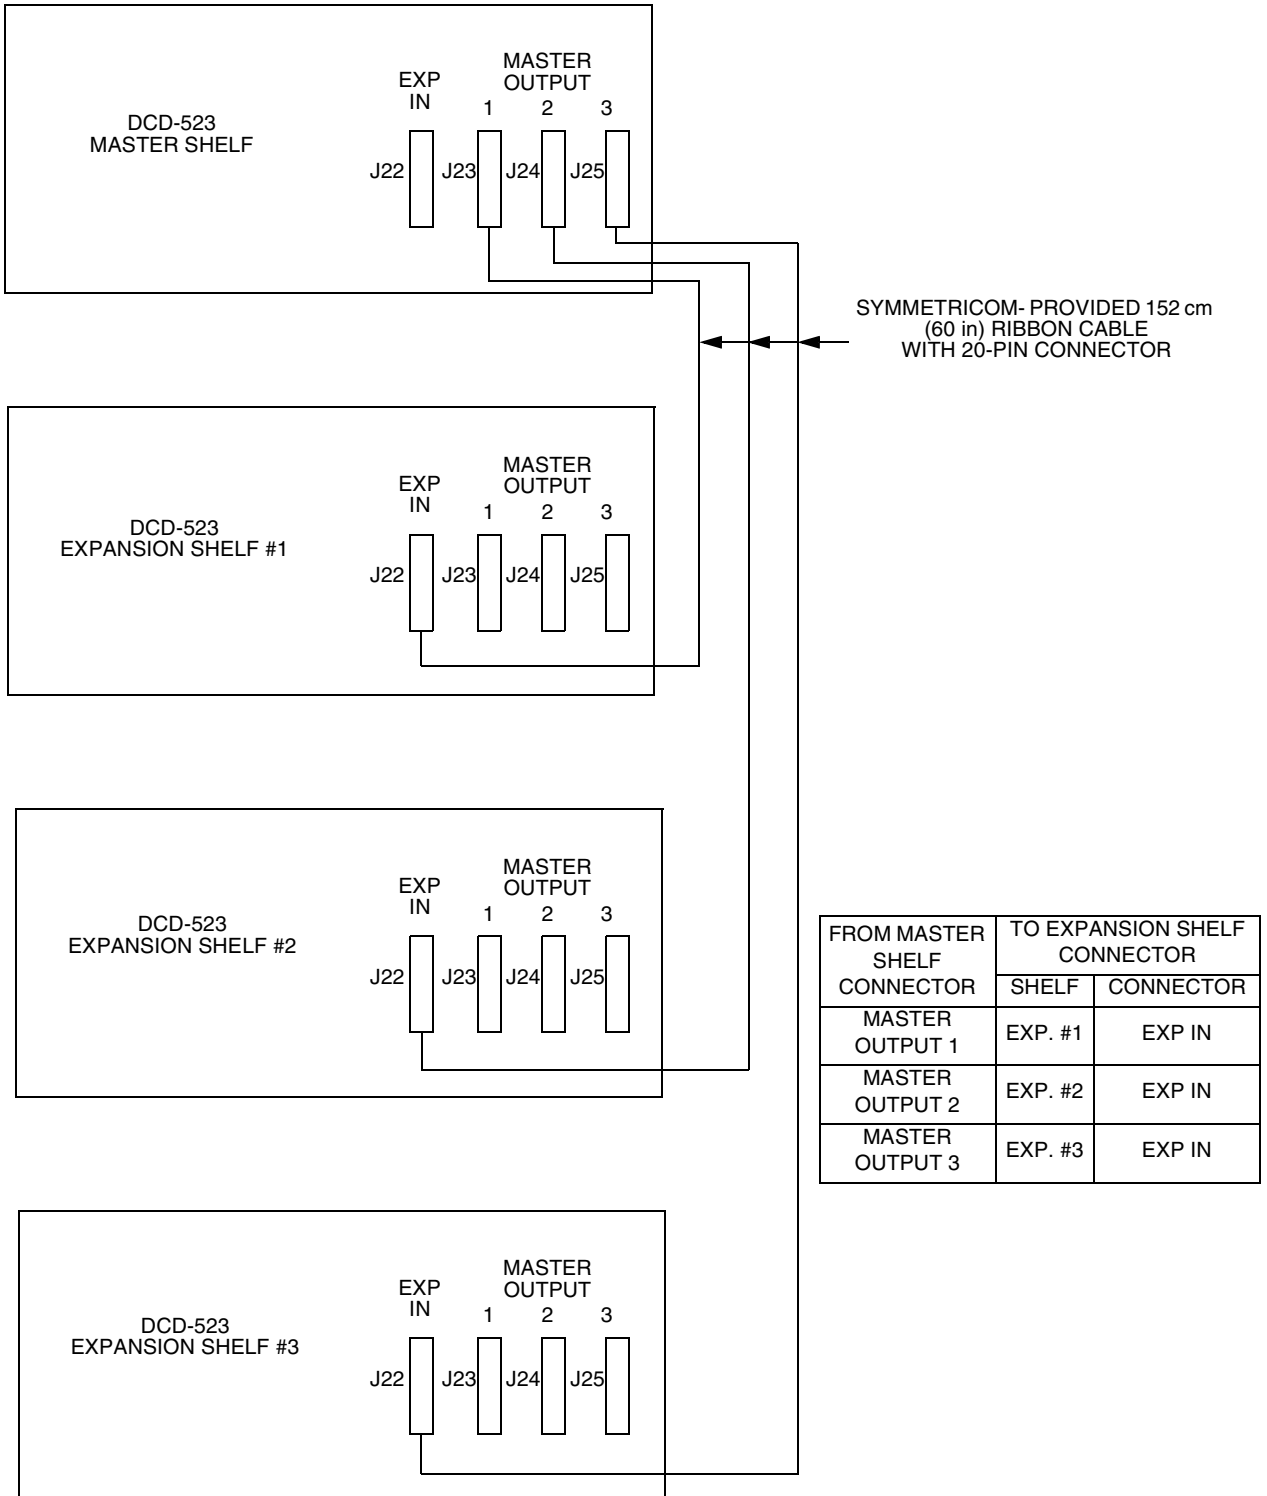 MASTER
OUTPUT
EXP
IN
1 2 3
DCD-523
MASTER SHELF
J22 J23 J24 J25
SYMMETRICOM- PROVIDED 152 cm
(60 in) RIBBON CABLE
WITH 20-PIN CONNECTOR
MASTER
OUTPUT
EXP
IN
1 2 3
DCD-523
EXPANSION SHELF #1
J22 J23 J24 J25
MASTER
OUTPUT
EXP
IN
1 2 3
DCD-523
EXPANSION SHELF #2
J22 J23 J24 J25
FROM MASTER
SHELF
CONNECTOR
TO EXPANSION SHELF
CONNECTOR
SHELF CONNECTOR
MASTER
OUTPUT 1
EXP. #1 EXP IN
MASTER
OUTPUT 2
EXP. #2 EXP IN
MASTER
OUTPUT 3
EXP. #3 EXP IN
MASTER
OUTPUT
EXP
IN
1 2 3
DCD-523
EXPANSION SHELF #3
J22 J23 J24 J25